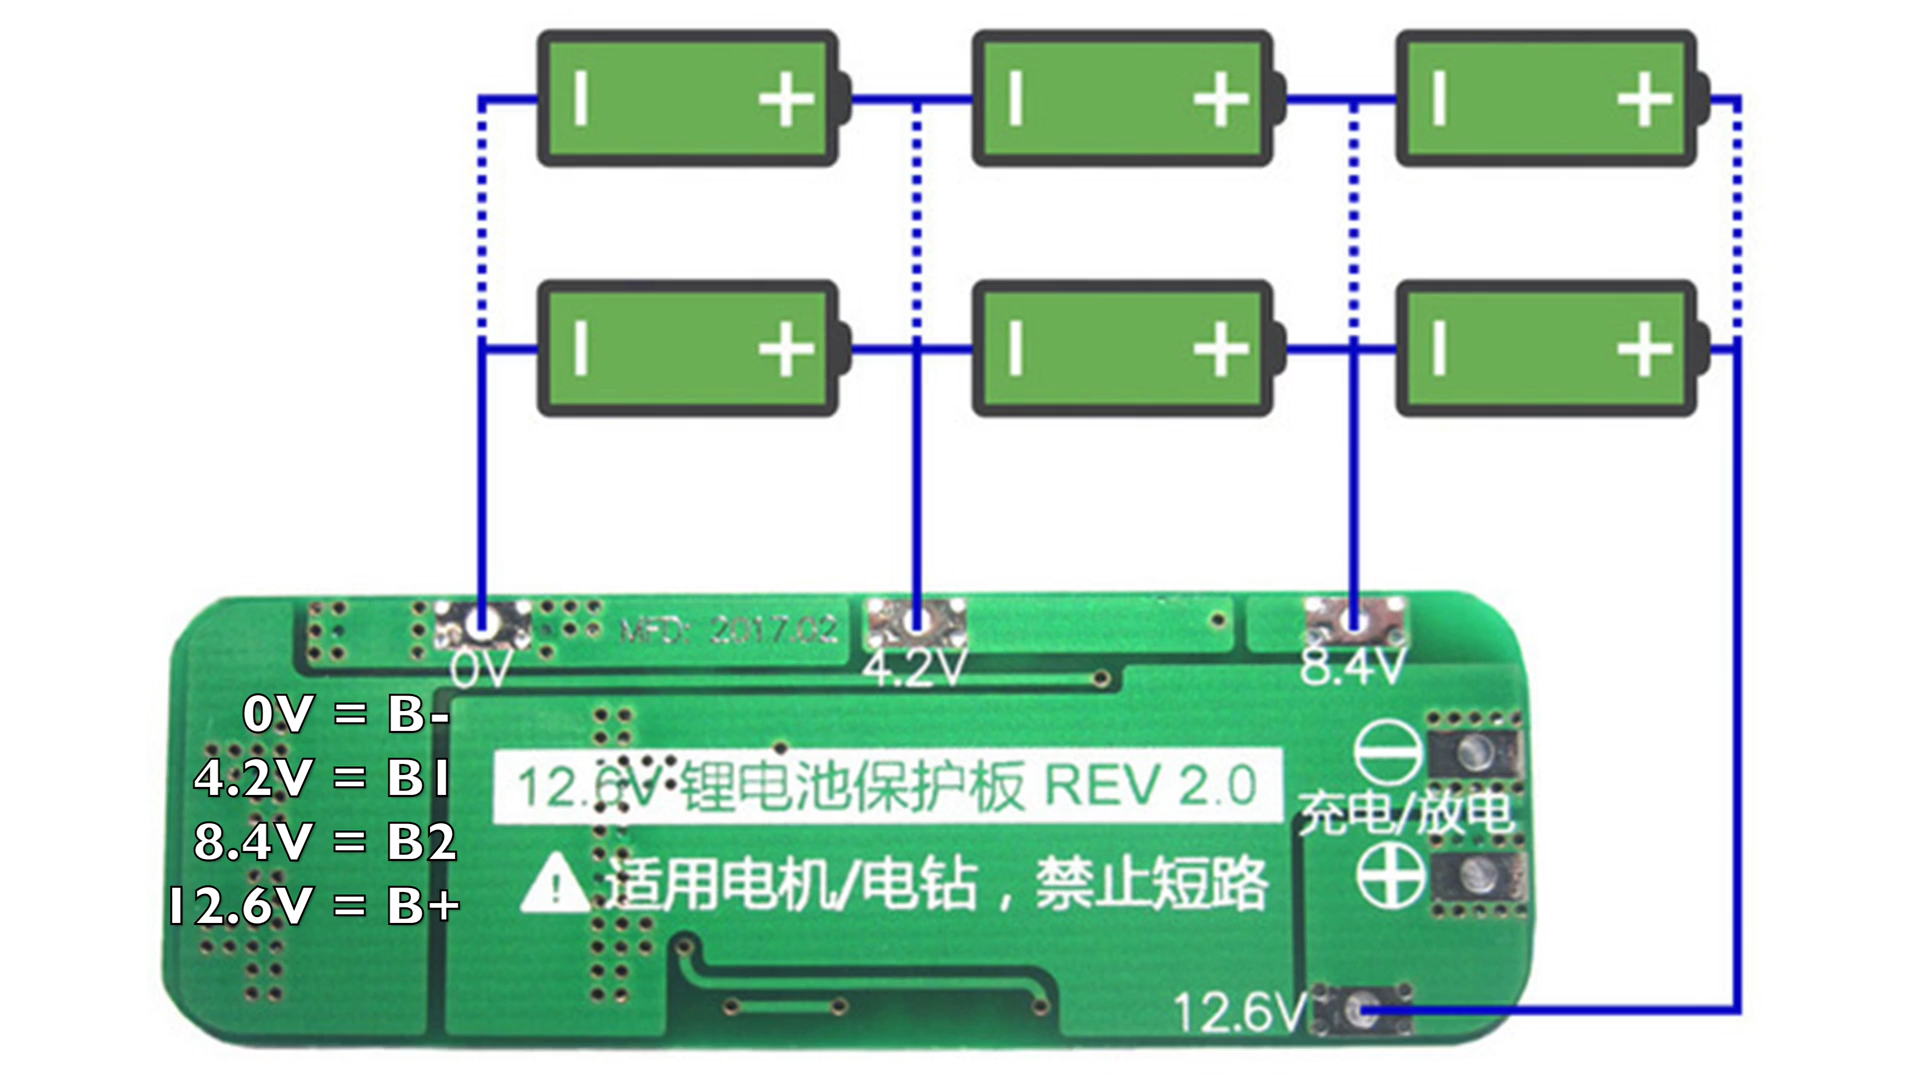 MFD: 2017.02
0V
4.2V
8.4V
0V = B-
4.2V = B1
8.4V = B2
12.6V = B+
12.6V 锂电池保护板 REV 2.0
充电/放电
适用电机/电钻，禁止短路
12.6V